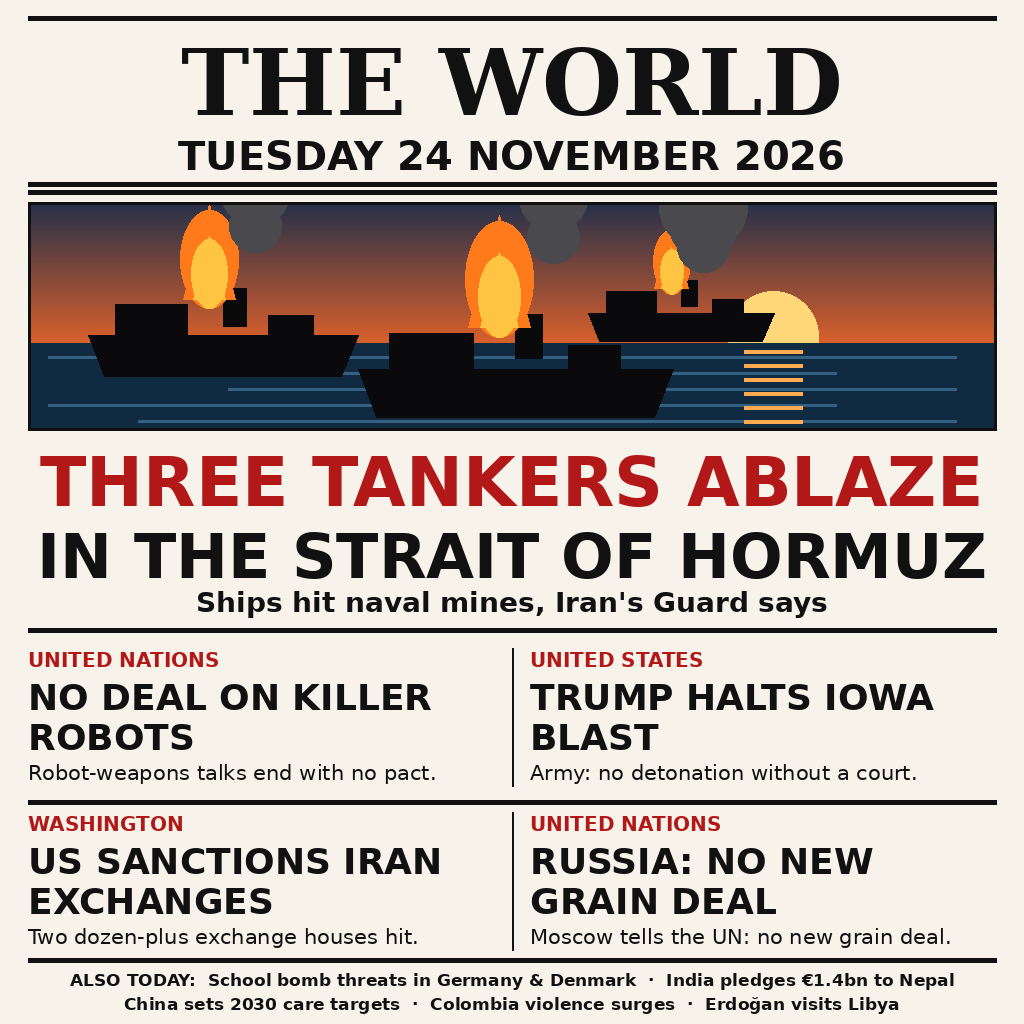 THE WORLD
TUESDAY 24 NOVEMBER 2026
THREE TANKERS ABLAZE
IN THE STRAIT OF HORMUZ
Ships hit naval mines, Iran's Guard says
UNITED NATIONS
NO DEAL ON KILLER
ROBOTS
Robot-weapons talks end with no pact.
UNITED STATES
TRUMP HALTS IOWA
BLAST
Army: no detonation without a court.
WASHINGTON
US SANCTIONS IRAN
EXCHANGES
Two dozen-plus exchange houses hit.
UNITED NATIONS
RUSSIA: NO NEW
GRAIN DEAL
Moscow tells the UN: no new grain deal.
ALSO TODAY: School bomb threats in Germany & Denmark · India pledges €1.4bn to Nepal
China sets 2030 care targets · Colombia violence surges · Erdoğan visits Libya